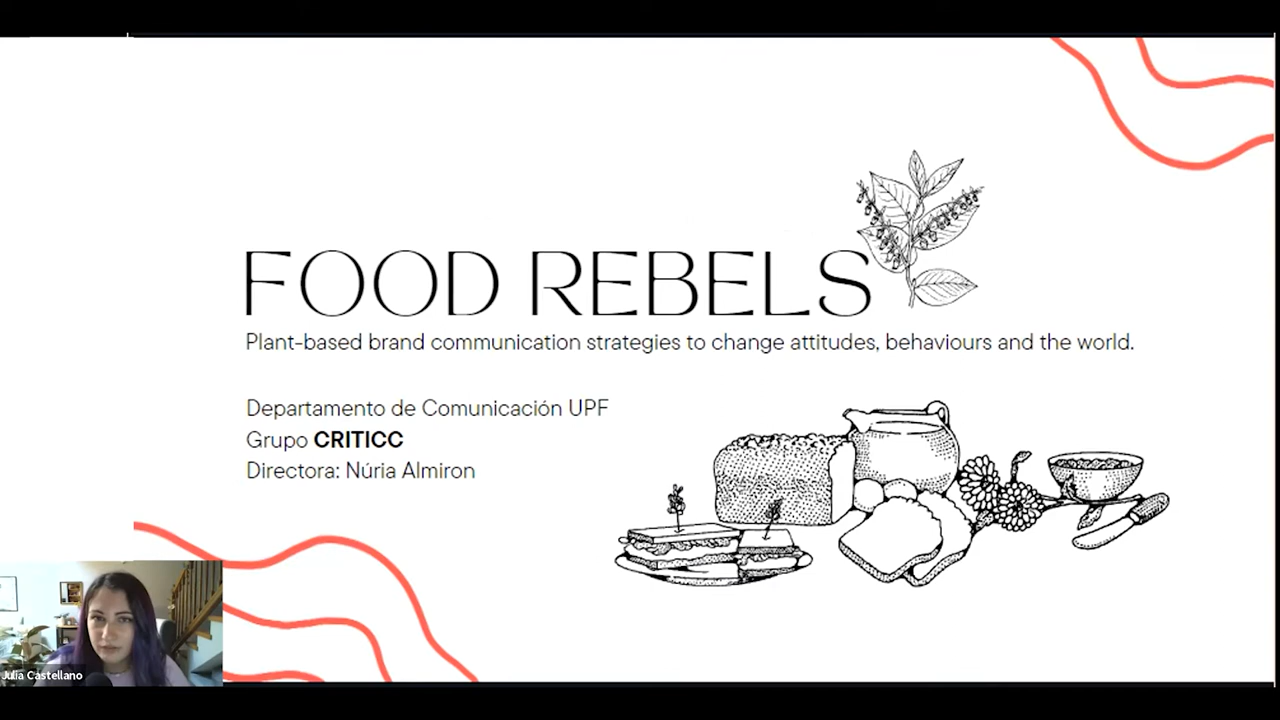 FOOD REBELS
Plant-based brand communication strategies to change attitudes, behaviours and the world.
Departamento de Comunicación UPF
Grupo CRITICC
Directora: Núria Almiron
Julia Castellano